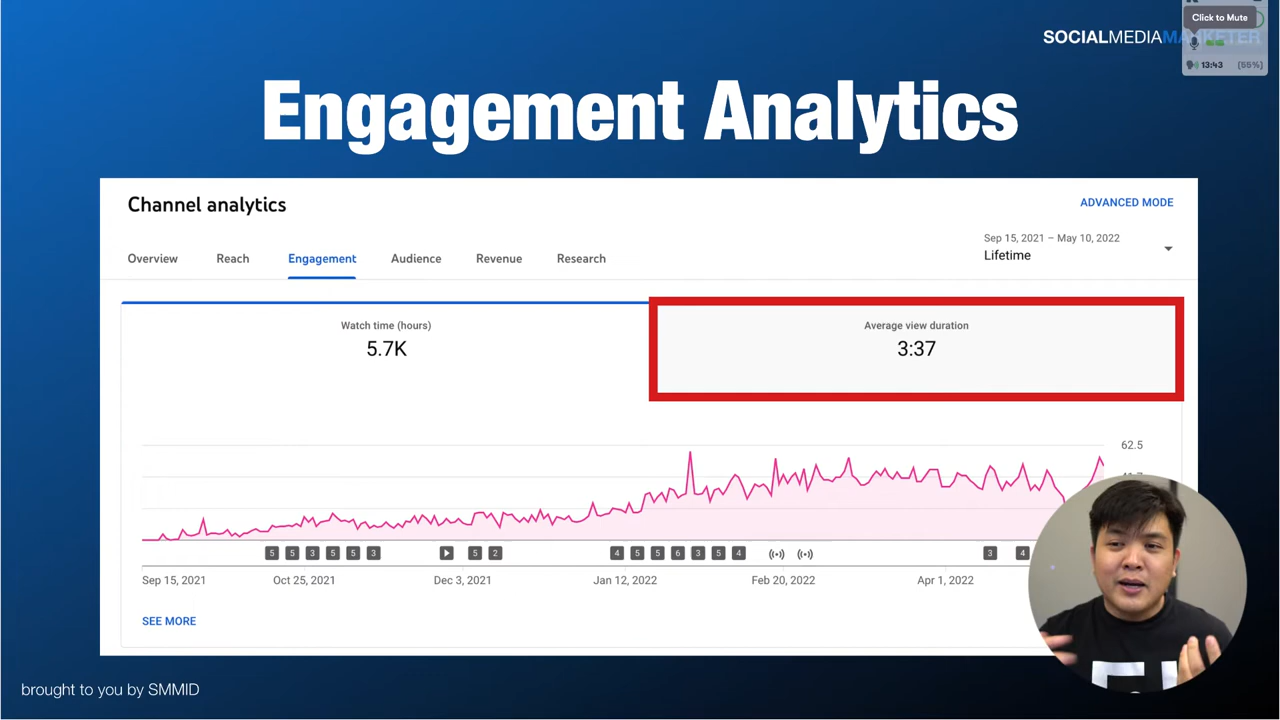 Click to Mute
SOCIALMEDIAMARKETER
13:43 (55%)
Engagement Analytics
Channel analytics
ADVANCED MODE
Overview Reach Engagement Audience Revenue Research
Sep 15, 2021 – May 10, 2022
Lifetime
Watch time (hours)
5.7K
Average view duration
3:37
62.5
5 5 3 5 5 3 5 2 4 5 5 6 3 5 4 3 4
Sep 15, 2021 Oct 25, 2021 Dec 3, 2021 Jan 12, 2022 Feb 20, 2022 Apr 1, 2022
SEE MORE
brought to you by SMMID